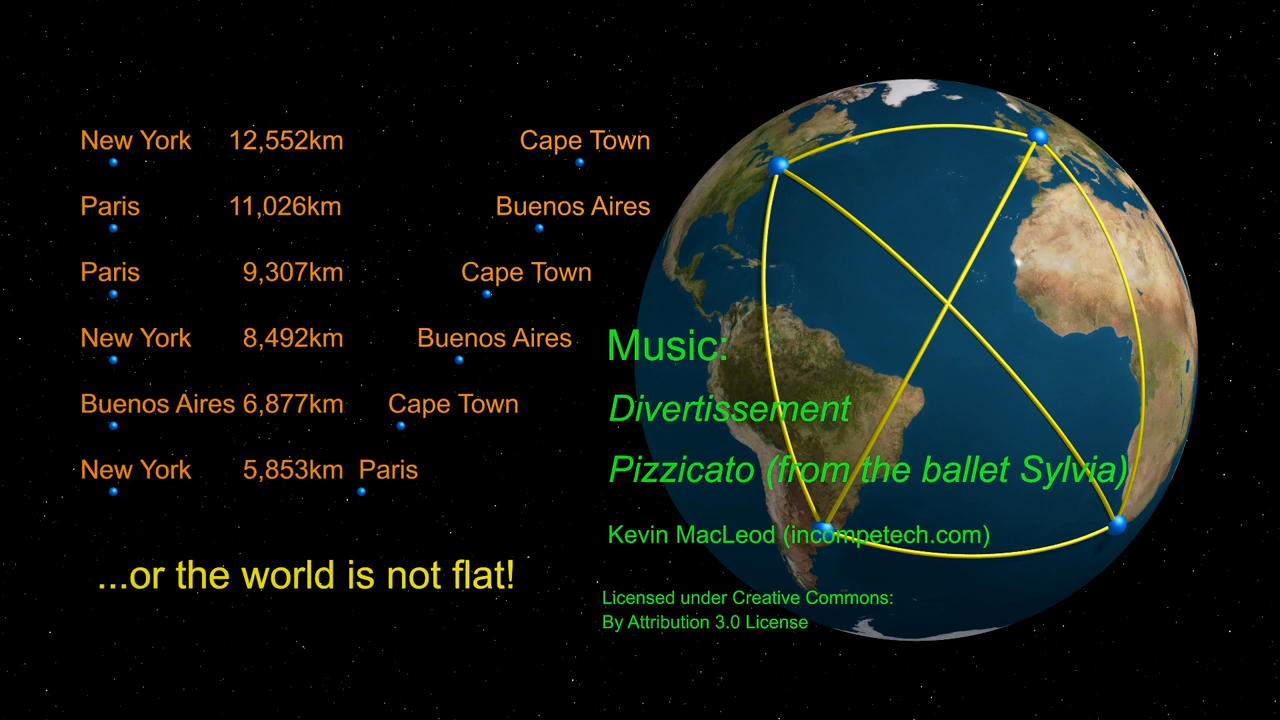 New York 12,552km Cape Town
Paris 11,026km Buenos Aires
Paris 9,307km Cape Town
New York 8,492km Buenos Aires
Buenos Aires 6,877km Cape Town
New York 5,853km Paris
...or the world is not flat!
Music:
Divertissement
Pizzicato (from the ballet Sylvia)
Kevin MacLeod (incompetech.com)
Licensed under Creative Commons:
By Attribution 3.0 License